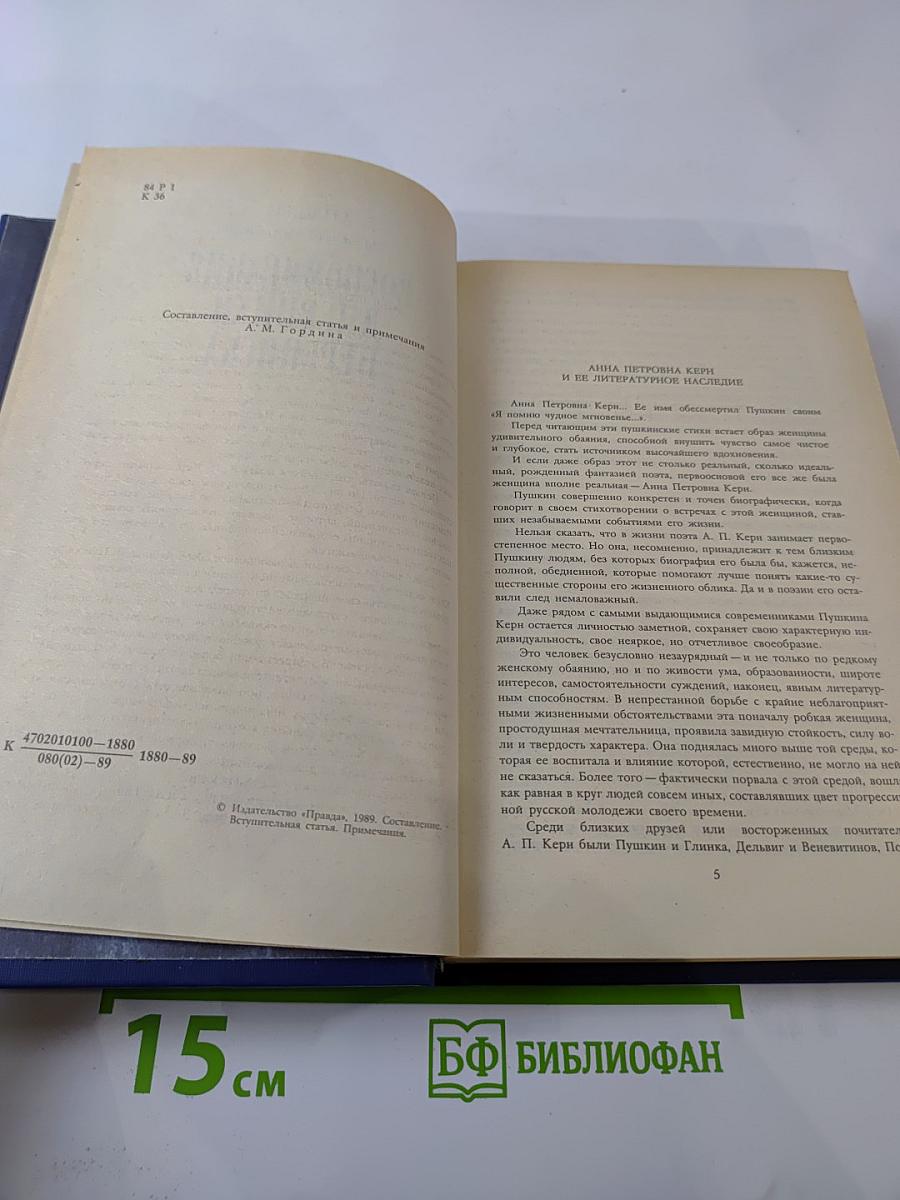 84 Р 1
К 36
Составление, вступительная статья и примечания
А. М. Гордина
К 4702010100—1880 1880—89
080(02)—89
© Издательство «Правда», 1989. Составление.
Вступительная статья. Примечания.
АННА ПЕТРОВНА КЕРН
И ЕЕ ЛИТЕРАТУРНОЕ НАСЛЕДИЕ
Анна Петровна Керн... Ее имя обессмертил Пушкин своим
«Я помню чудное мгновенье...».
Перед читающим эти пушкинские стихи встает образ женщины
удивительного обаяния, способной внушить чувство самое чистое
и глубокое, стать источником высочайшего вдохновения.
И если даже образ этот не столько реальный, сколько идеаль-
ный, рожденный фантазией поэта, первоосновой его все же была
женщина вполне реальная — Анна Петровна Керн.
Пушкин совершенно конкретен и точен биографически, когда
говорит в своем стихотворении о встречах с этой женщиной, став-
ших незабываемыми событиями его жизни.
Нельзя сказать, что в жизни поэта А. П. Керн занимает перво-
степенное место. Но она, несомненно, принадлежит к тем близким
Пушкину людям, без которых биография его была бы, кажется, не-
полной, обедненной, которые помогают лучше понять какие-то су-
щественные стороны его жизненного облика. Да и в поэзии его оста-
вили след немаловажный.
Даже рядом с самыми выдающимися современниками Пушкина
Керн остается личностью заметной, сохраняет свою характерную ин-
дивидуальность, свое неяркое, но отчетливое своеобразие.
Это человек безусловно незаурядный — и не только по редкому
женскому обаянию, но и по живости ума, образованности, широте
интересов, самостоятельности суждений, наконец, явным литератур-
ным способностям. В непрестанной борьбе с крайне неблагоприят-
ными жизненными обстоятельствами эта поначалу робкая женщина,
простодушная мечтательница, проявила завидную стойкость, силу во-
ли и твердость характера. Она поднялась много выше той среды, ко-
торая ее воспитала и влияние которой, естественно, не могло на ней
не сказаться. Более того — фактически порвала с этой средой, вошл
как равная в круг людей совсем иных, составлявших цвет прогресси
ной русской молодежи своего времени.
Среди близких друзей или восторженных почитател
А. П. Керн были Пушкин и Глинка, Дельвиг и Веневитинов, По
5
15 см
БФ БИБЛИОФАН